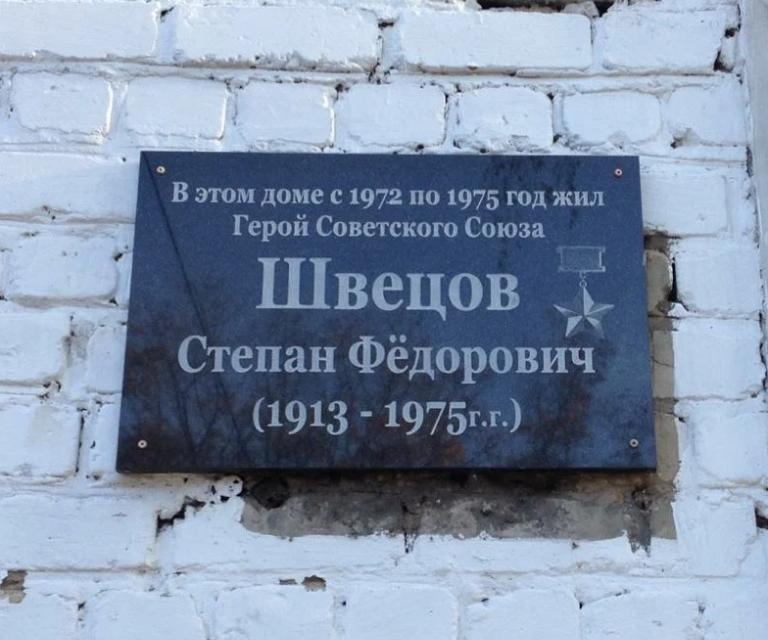 В этом доме с 1972 по 1975 год жил
Герой Советского Союза
Швецов
Степан Фёдорович
(1913 - 1975г.г.)